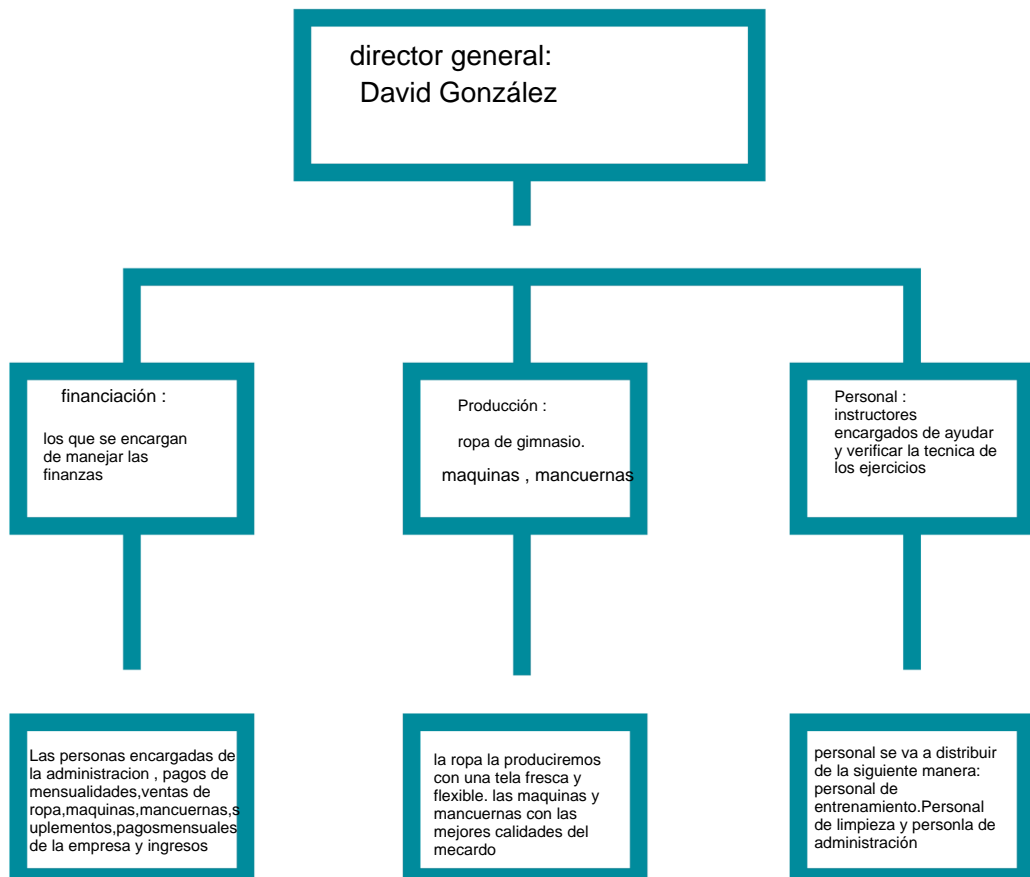 director general:
David González
financiación :
los que se encargan
de manejar las
finanzas
Producción :
ropa de gimnasio.
maquinas , mancuernas
Personal :
instructores
encargados de ayudar
y verificar la tecnica de
los ejercicios
Las personas encargadas de
la administracion , pagos de
mensualidades,ventas de
ropa,maquinas,mancuernas,s
uplementos,pagosmensuales
de la empresa y ingresos
la ropa la produciremos
con una tela fresca y
flexible. las maquinas y
mancuernas con las
mejores calidades del
mecardo
personal se va a distribuir
de la siguiente manera:
personal de
entrenamiento.Personal
de limpieza y personla de
administración